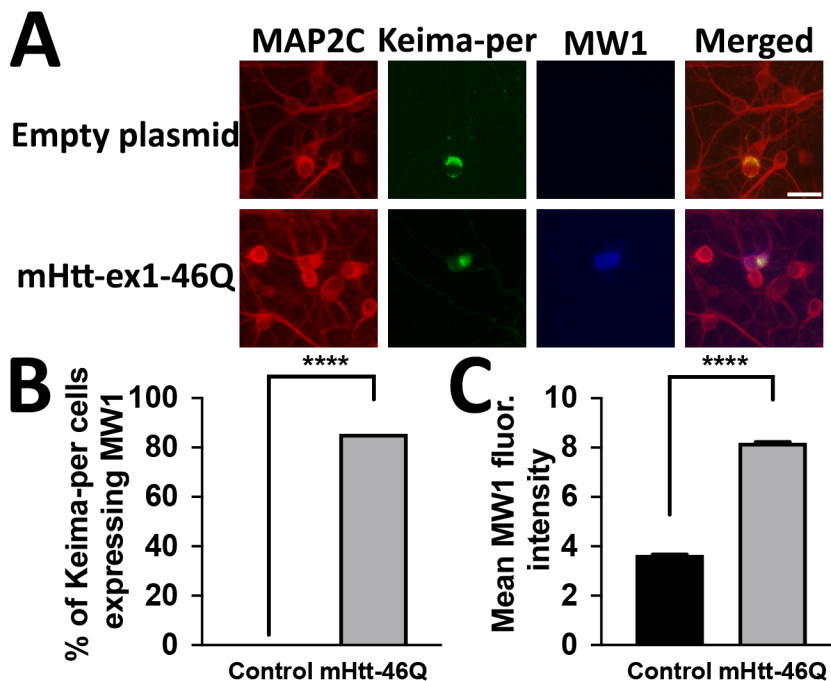 A
MAP2C Keima-per MW1 Merged
Empty plasmid
mHtt-ex1-46Q
B
% of Keima-per cells
expressing MW1
100
80
60
40
20
0
****
Control mHtt-46Q
C
Mean MW1 fluor.
intensity
10
8
6
4
2
0
****
Control mHtt-46Q